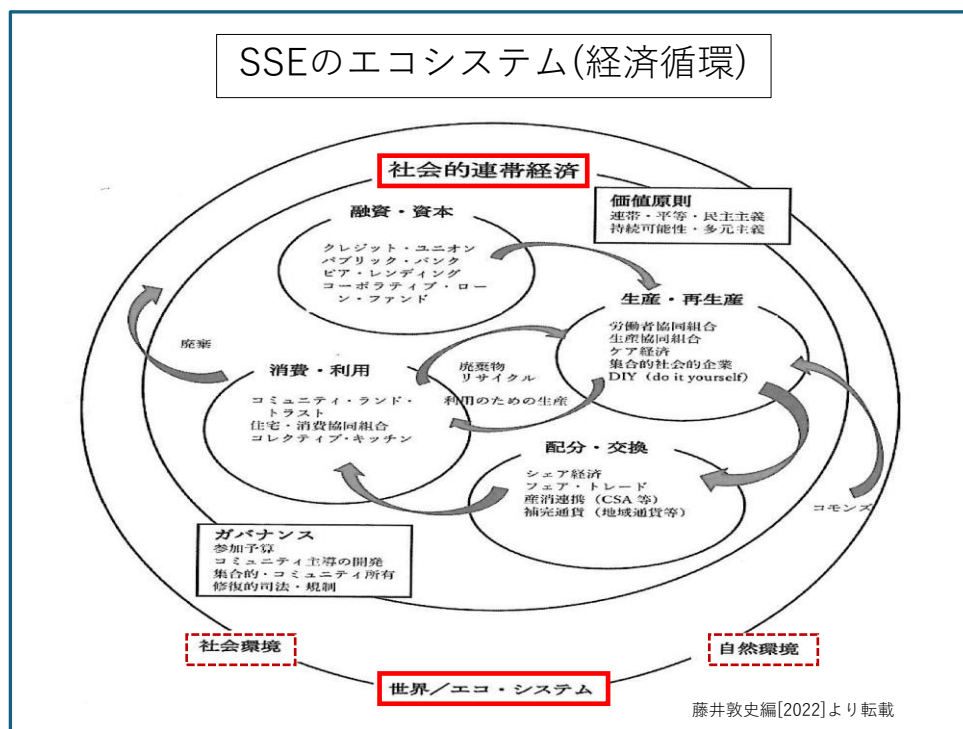 SSEのエコシステム(経済循環)
社会的連帯経済
価値原則
連帯・平等・民主主義
持続可能性・多元主義
融資・資本
クレジット・ユニオン
パブリック・バンク
ピア・レンディング
コーポラティブ・ロー
ン・ファンド
生産・再生産
労働者協同組合
生産協同組合
ケア経済
集合的社会的企業
DIY（do it yourself）
廃棄
消費・利用
コミュニティ・ランド・
トラスト
住宅・消費協同組合
コレクティブ・キッチン
廃棄物
リサイクル
利用のための生産
配分・交換
シェア経済
フェア・トレード
産消連携（CSA 等）
補完通貨（地域通貨等）
コモンズ
ガバナンス
参加予算
コミュニティ主導の開発
集合的・コミュニティ所有
修復的司法・規制
社会環境
自然環境
世界／エコ・システム
藤井敦史編[2022]より転載